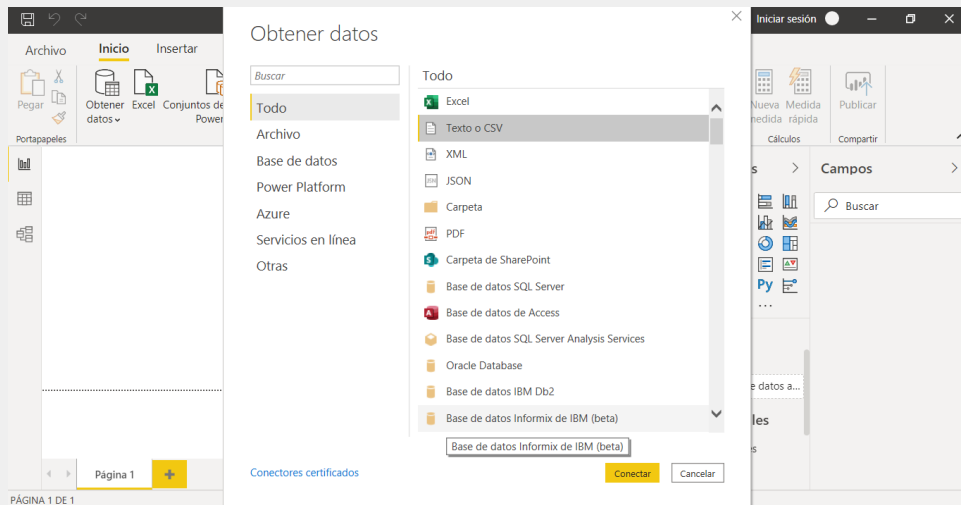 Iniciar sesión
Archivo
Inicio
Insertar
Pegar
Obtener datos
Excel
Conjuntos de
Power
Portapapeles
Obtener datos
Buscar
Todo
Archivo
Base de datos
Power Platform
Azure
Servicios en línea
Otras
Todo
Excel
Texto o CSV
XML
JSON
Carpeta
PDF
Carpeta de SharePoint
Base de datos SQL Server
Base de datos de Access
Base de datos SQL Server Analysis Services
Oracle Database
Base de datos IBM Db2
Base de datos Informix de IBM (beta)
Base de datos Informix de IBM (beta)
Conectores certificados
Conectar
Cancelar
Nueva
medida
Medida
rápida
Cálculos
Publicar
Compartir
s
Campos
Buscar
Py
e datos a...
les
Página 1
PÁGINA 1 DE 1